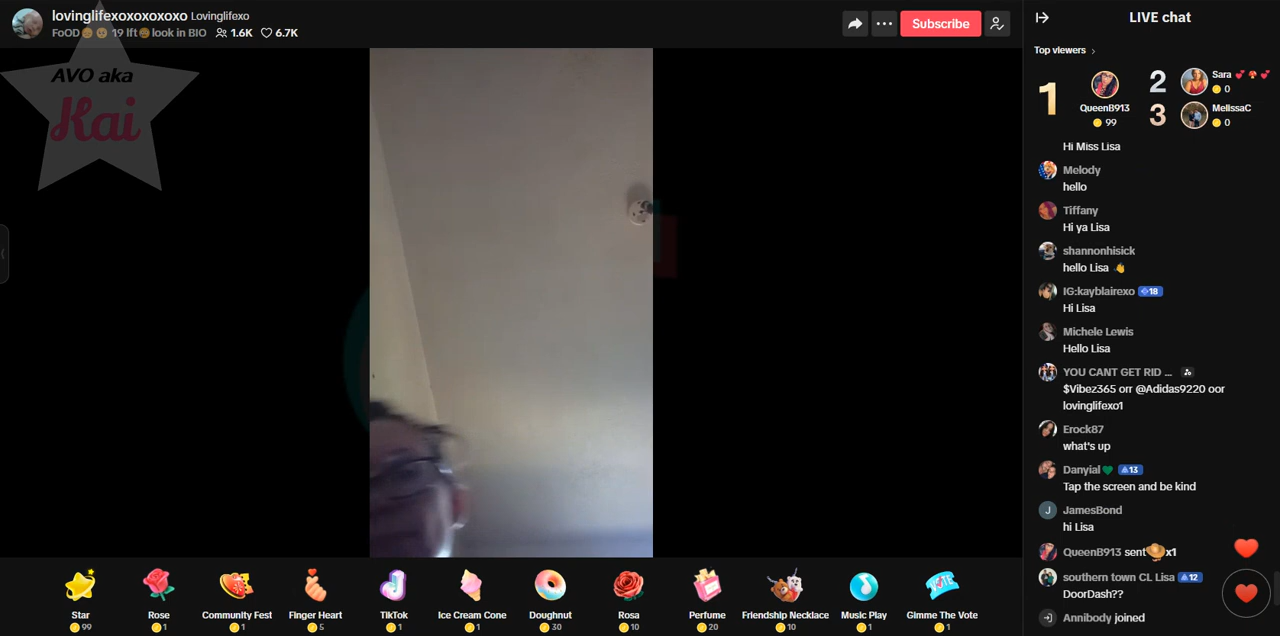 lovinglifexoxoxoxoxo Lovinglifexo
FoOD 19 lft look in BIO 1.6K 6.7K
Subscribe
AVO aka
Kai
LIVE chat
Top viewers
1 QueenB913 99
2 Sara 0
3 MelissaC 0
Hi Miss Lisa
Melody
hello
Tiffany
Hi ya Lisa
shannonhisick
hello Lisa
IG:kayblairexo 18
Hi Lisa
Michele Lewis
Hello Lisa
YOU CANT GET RID ...
$Vibez365 orr @Adidas9220 oor
lovinglifexo1
Erock87
what's up
Danyial 13
Tap the screen and be kind
J JamesBond
hi Lisa
QueenB913 sent x1
southern town CL Lisa 12
DoorDash??
Annibody joined
Star Rose Community Fest Finger Heart TikTok Ice Cream Cone Doughnut Rosa Perfume Friendship Necklace Music Play Gimme The Vote
99 1 1 5 1 1 30 10 20 10 1 1